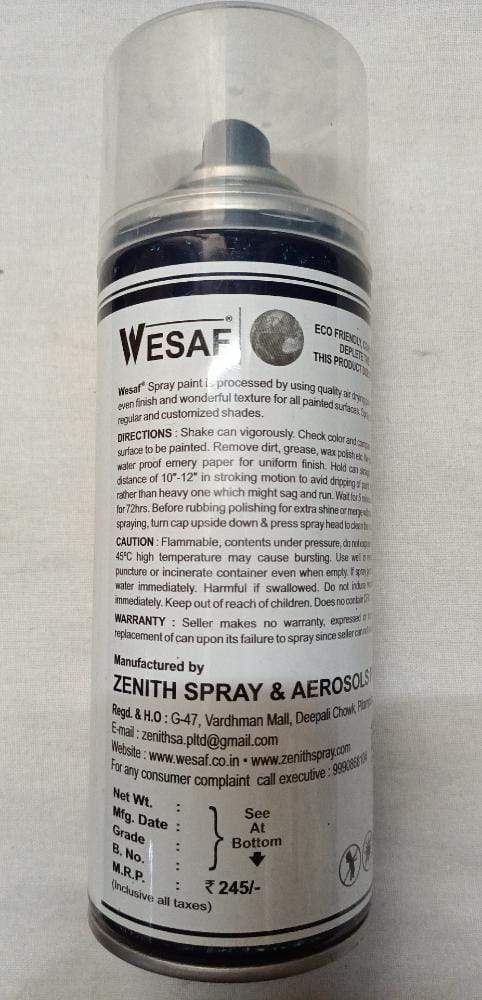 WESAF®
ECO FRIENDLY
DEPLETE
THIS PRODUCT
Wesaf® Spray paint is processed by using quality air drying
even finish and wonderful texture for all painted surfaces.
regular and customized shades.
DIRECTIONS : Shake can vigorously. Check color and
surface to be painted. Remove dirt, grease, wax polish etc.
water proof emery paper for uniform finish. Hold can
distance of 10"-12" in stroking motion to avoid dripping of
rather than heavy one which might sag and run. Wait for 5
for 72hrs. Before rubbing polishing for extra shine or
spraying, turn cap upside down & press spray head to clean
CAUTION : Flammable, contents under pressure, do not
45°C high temperature may cause bursting. Use well
puncture or incinerate container even when empty. If spray
water immediately. Harmful if swallowed. Do not induce
immediately. Keep out of reach of children. Does no contain
WARRANTY : Seller makes no warranty, expressed or
replacement of can upon its failure to spray since seller
Manufactured by
ZENITH SPRAY & AEROSOLS
Regd. & H.O : G-47, Vardhman Mall, Deepali Chowk,
E-mail : zenithsa.pltd@gmail.com
Website : www.wesaf.co.in • www.zenithspray.com
For any consumer complaint call executive : 9990868104
Net Wt. :
Mfg. Date :
Grade :
B. No. :
See
At
Bottom
M.R.P. : ₹ 245/-
(Inclusive all taxes)